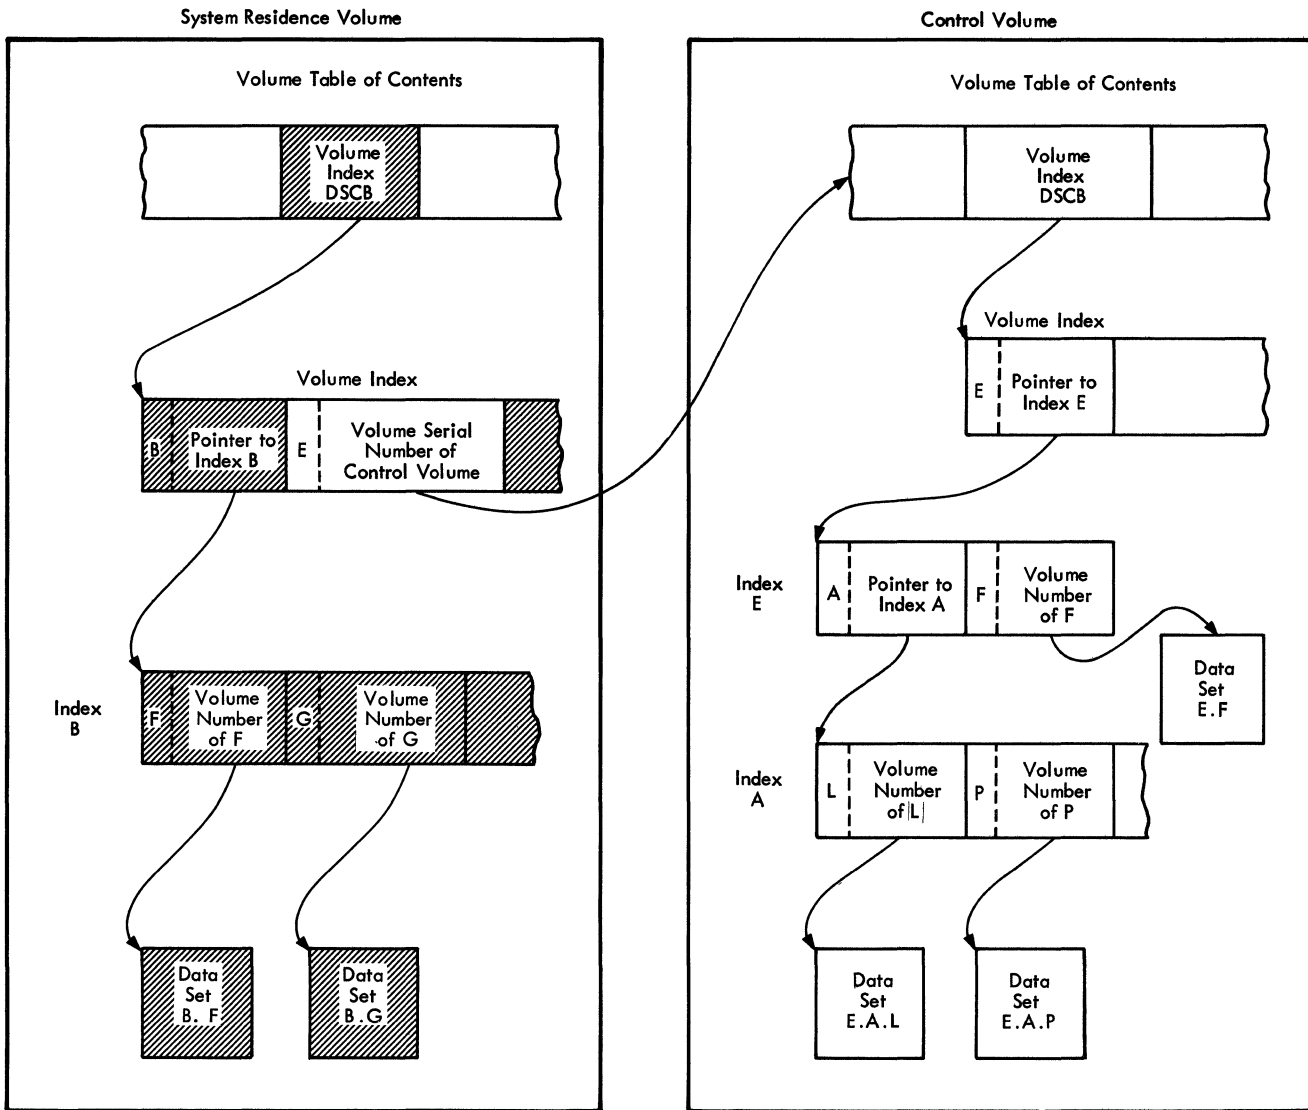 System Residence Volume
Volume Table of Contents
Volume
Index
DSCB
Volume Index
B
Pointer to
Index B
E
Volume Serial
Number of
Control Volume
Index
B
F
Volume
Number
of F
G
Volume
Number
of G
Data
Set
B. F
Data
Set
B.G
Control Volume
Volume Table of Contents
Volume
Index
DSCB
Volume Index
E
Pointer to
Index E
Index
E
A
Pointer to
Index A
F
Volume
Number
of F
Data
Set
E.F
Index
A
L
Volume
Number
of L
P
Volume
Number
of P
Data
Set
E.A.L
Data
Set
E.A.P